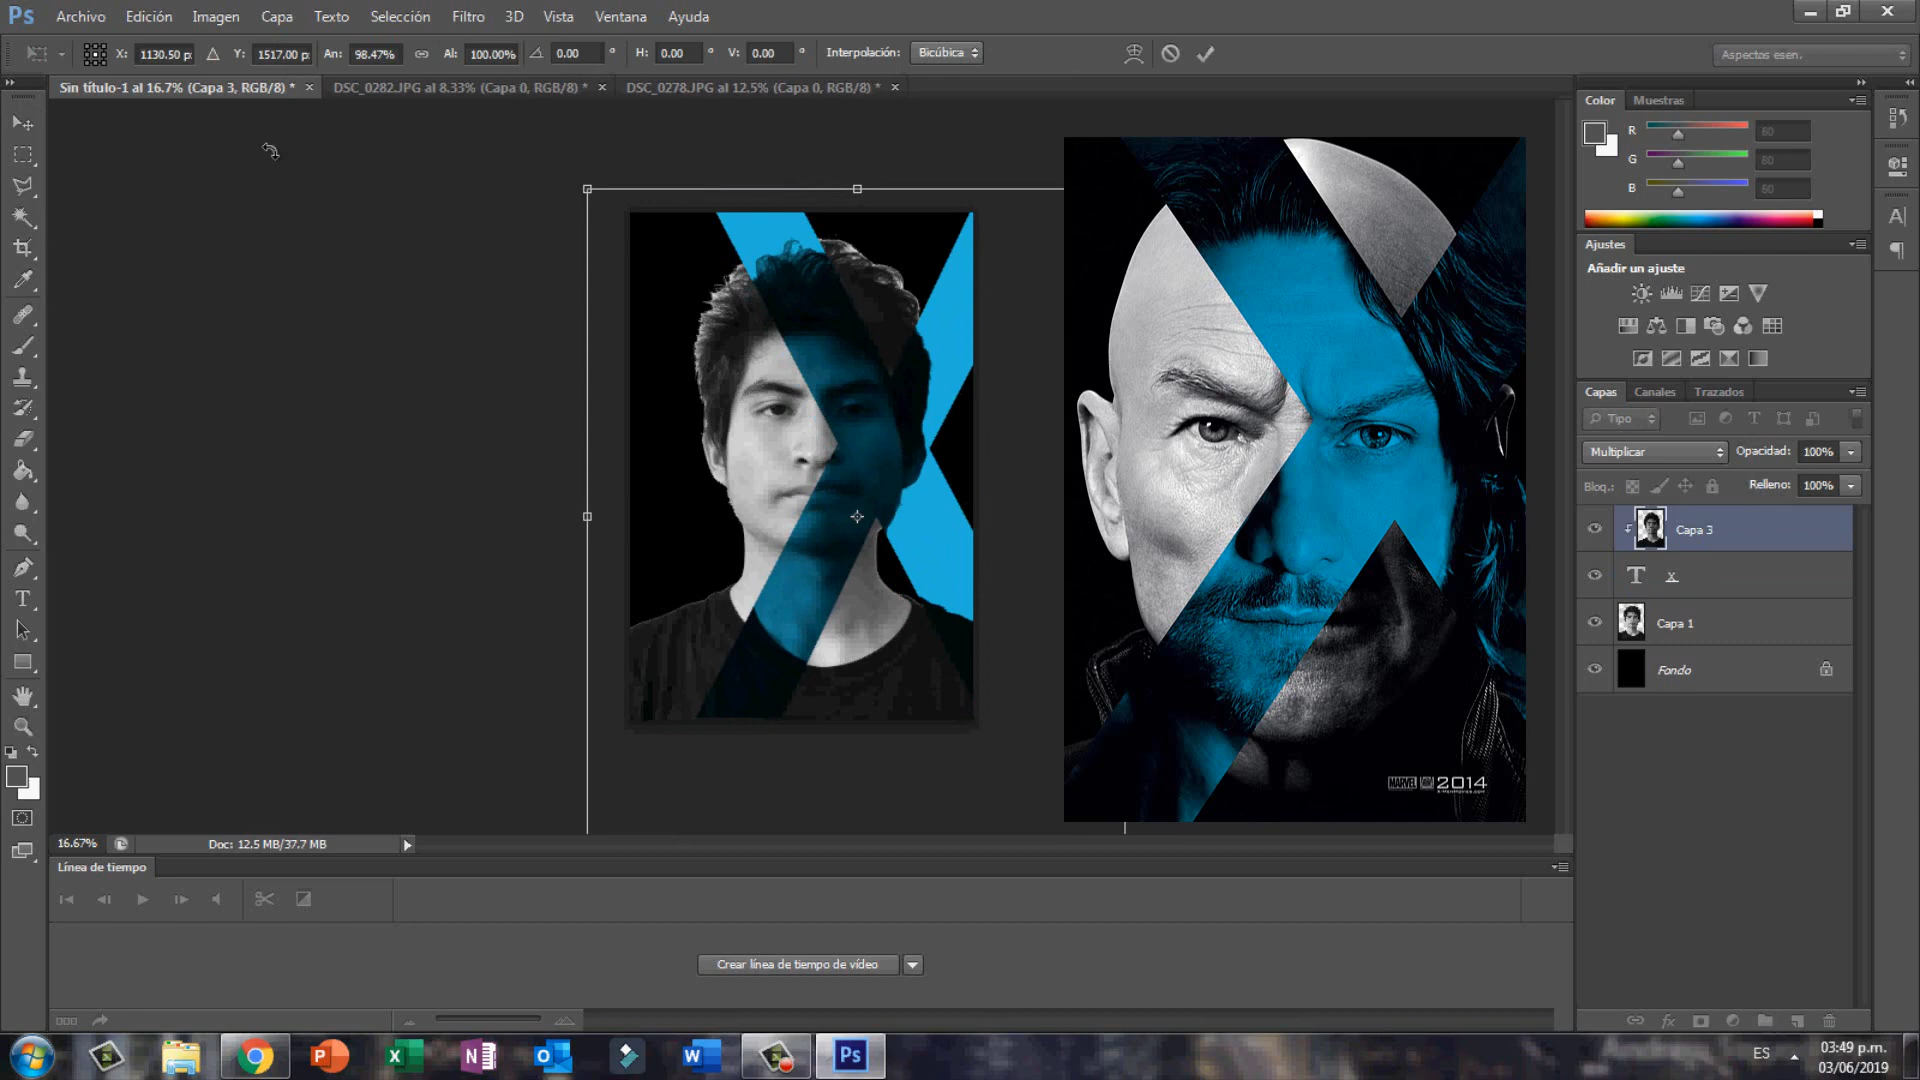 Ps Archivo Edición Imagen Capa Texto Selección Filtro 3D Vista Ventana Ayuda
X: 1130.50 p Y: 1517.00 p An: 98.47% Al: 100.00% 0.00 ° H: 0.00 ° V: 0.00 ° Interpolación: Bicúbica Aspectos esen.
Sin título-1 al 16.7% (Capa 3, RGB/8) * × DSC_0282.JPG al 8.33% (Capa 0, RGB/8) * × DSC_0278.JPG al 12.5% (Capa 0, RGB/8) * ×
Color Muestras
R 60
G 60
B 60
Ajustes
Añadir un ajuste
Capas Canales Trazados
Tipo
Multiplicar Opacidad: 100%
Bloq.: Relleno: 100%
Capa 3
T x
Capa 1
Fondo
MARVEL 2014
16.67% Doc: 12.5 MB/37.7 MB
Línea de tiempo
Crear línea de tiempo de vídeo
ES 03:49 p.m.
03/06/2019